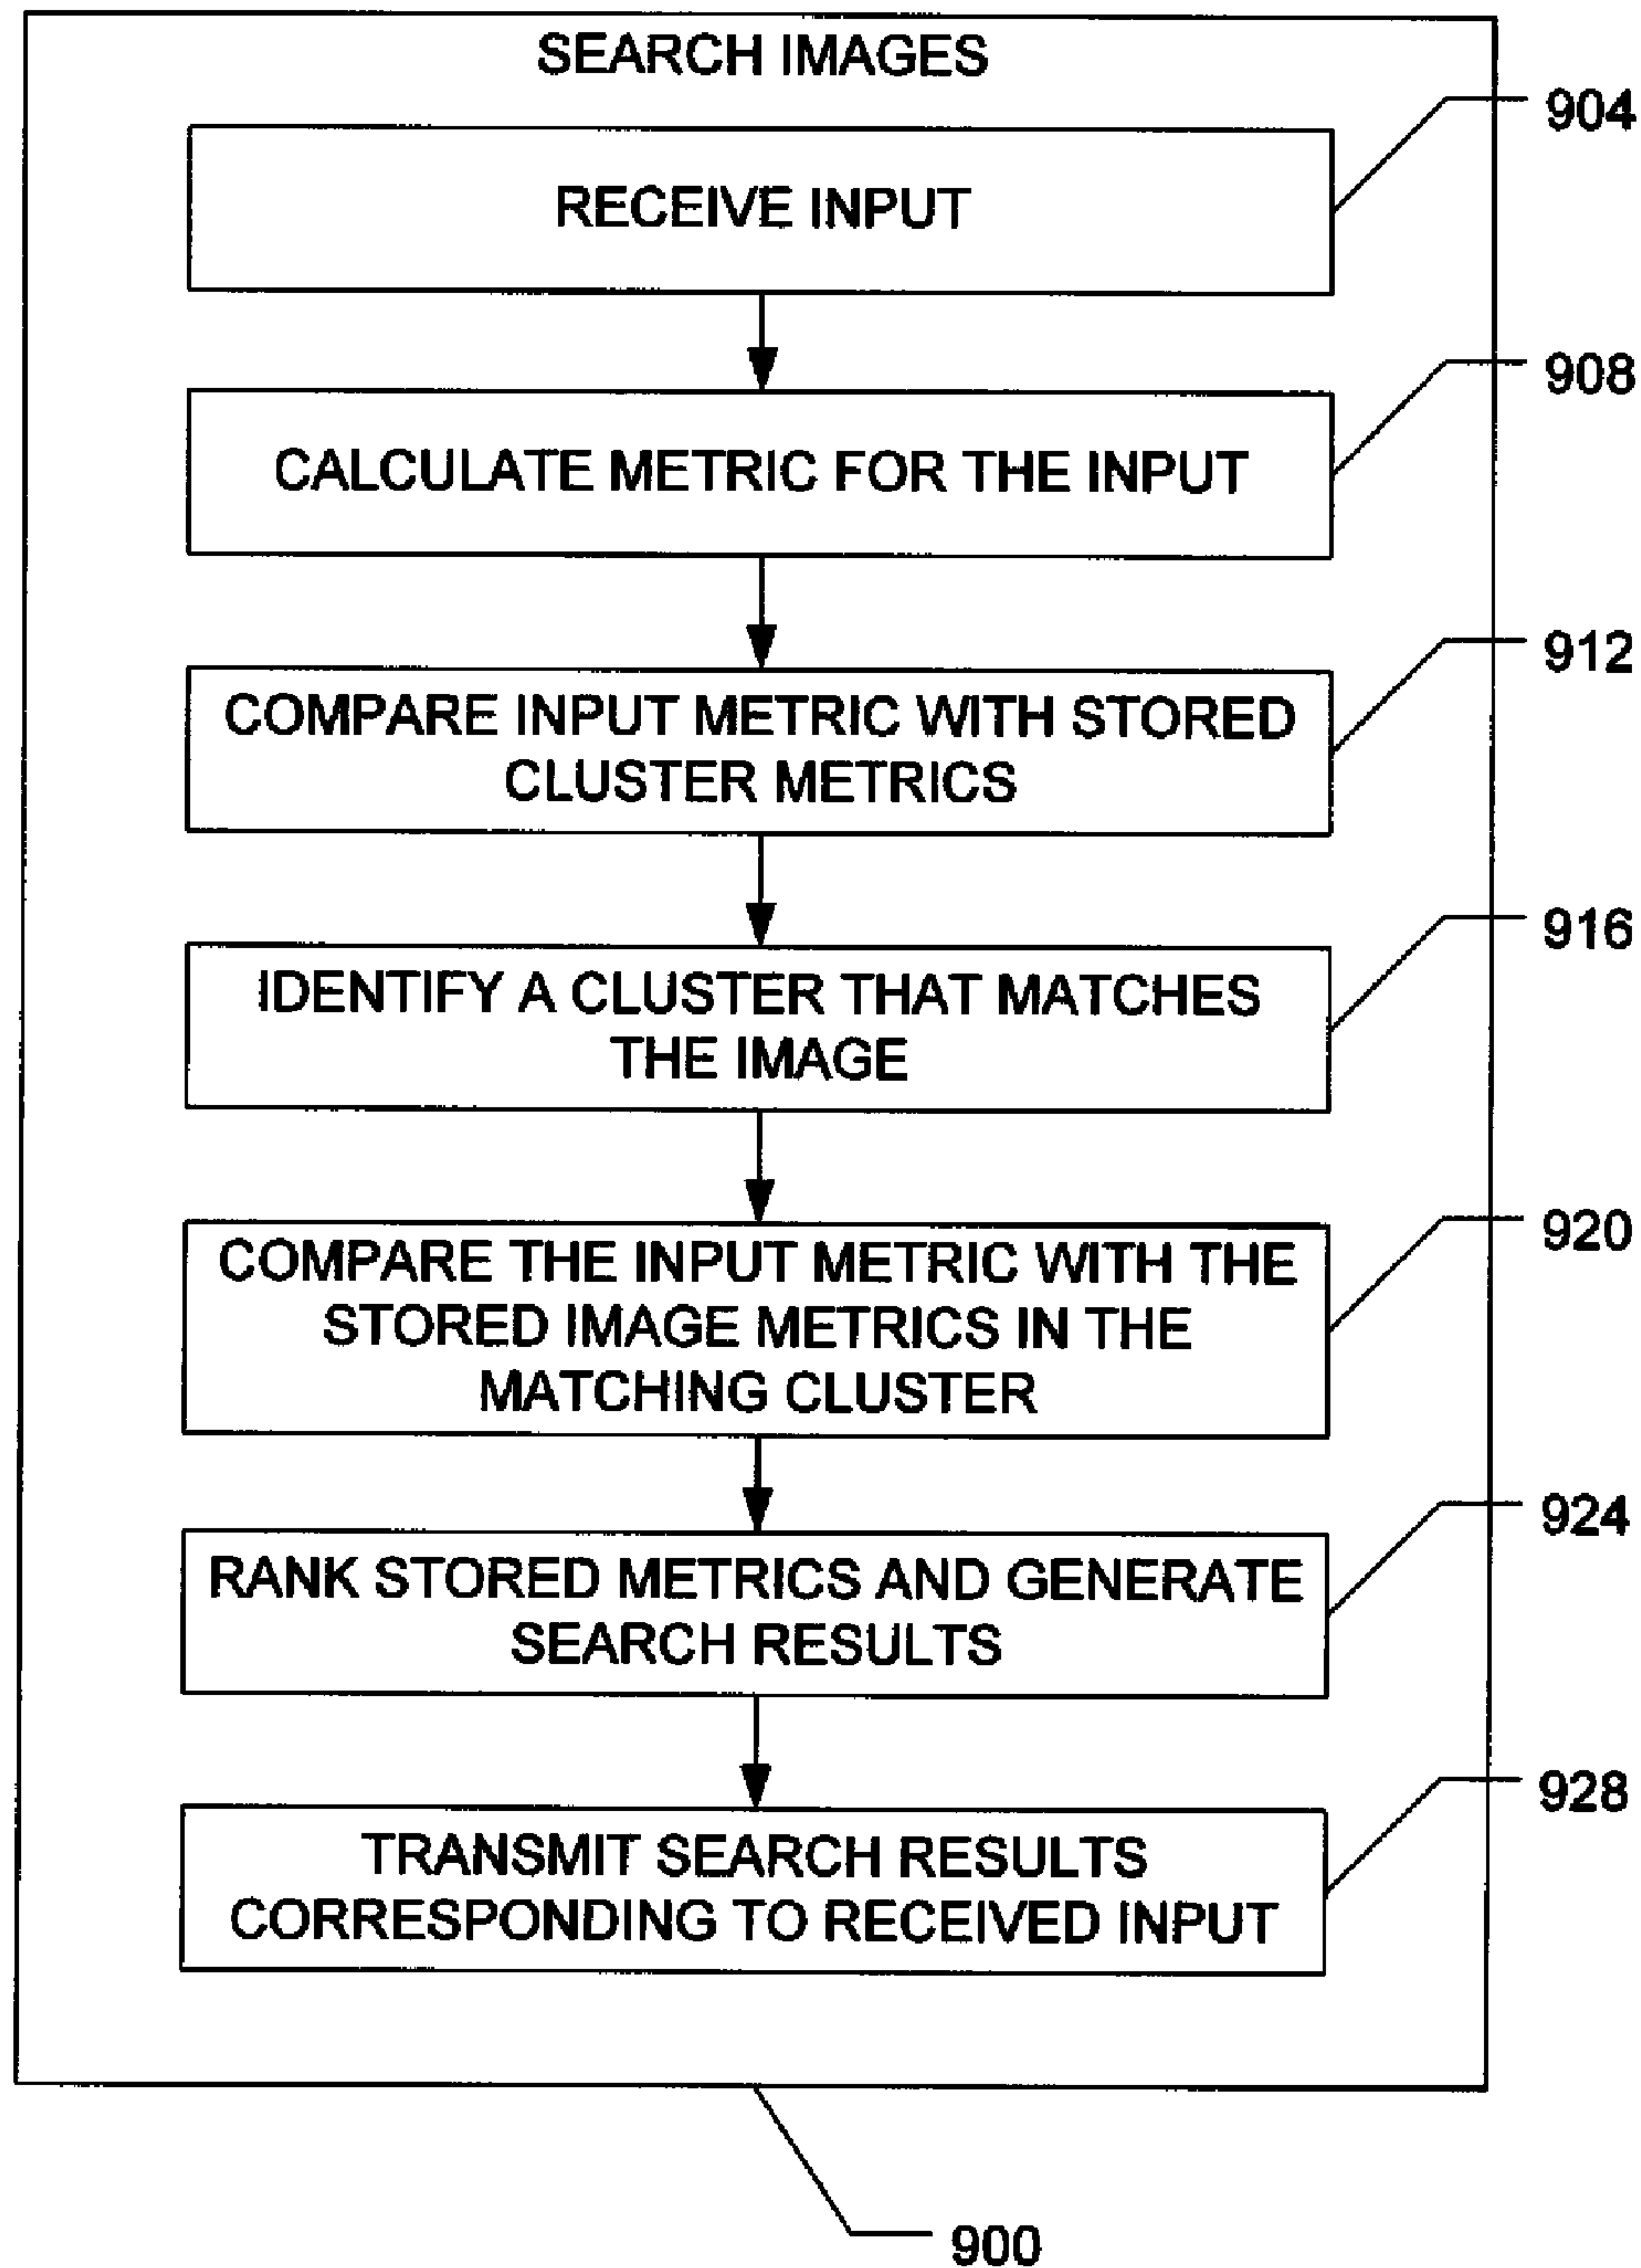 SEARCH IMAGES
904
RECEIVE INPUT
908
CALCULATE METRIC FOR THE INPUT
912
COMPARE INPUT METRIC WITH STORED
CLUSTER METRICS
916
IDENTIFY A CLUSTER THAT MATCHES
THE IMAGE
920
COMPARE THE INPUT METRIC WITH THE
STORED IMAGE METRICS IN THE
MATCHING CLUSTER
924
RANK STORED METRICS AND GENERATE
SEARCH RESULTS
928
TRANSMIT SEARCH RESULTS
CORRESPONDING TO RECEIVED INPUT
900